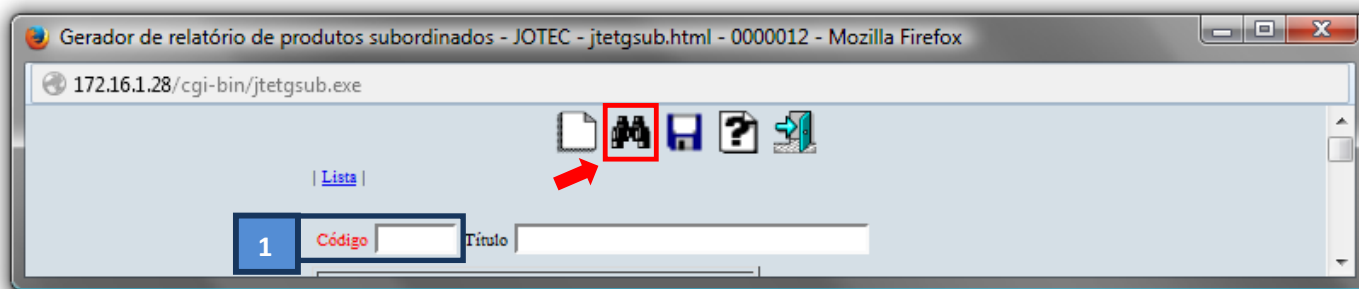 Gerador de relatório de produtos subordinados - JOTEC - jtetgsub.html - 0000012 - Mozilla Firefox
172.16.1.28/cgi-bin/jtetgsub.exe
| Lista |
1 Código Título